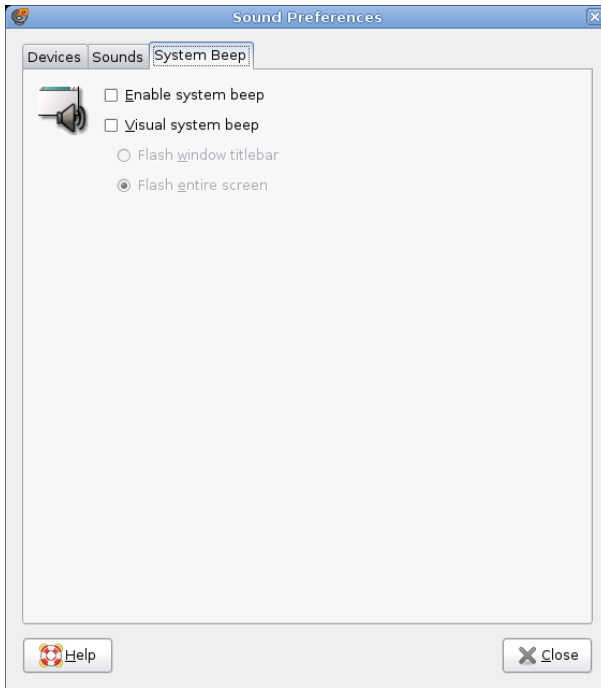 Sound Preferences
Devices Sounds System Beep
Enable system beep
Visual system beep
Flash window titlebar
Flash entire screen
Help Close